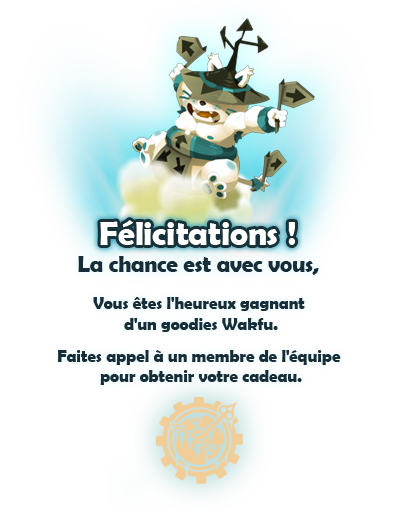 Félicitations !
La chance est avec vous,
Vous êtes l'heureux gagnant
d'un goodies Wakfu.
Faites appel à un membre de l'équipe
pour obtenir votre cadeau.